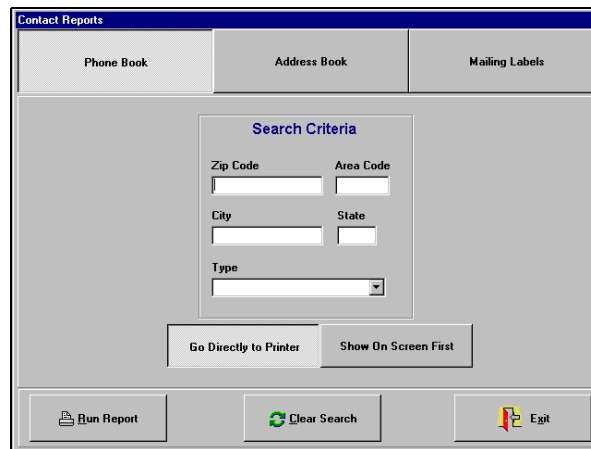 Contact Reports
Phone Book Address Book Mailing Labels
Search Criteria
Zip Code Area Code
City State
Type
Go Directly to Printer Show On Screen First
Run Report Clear Search Exit